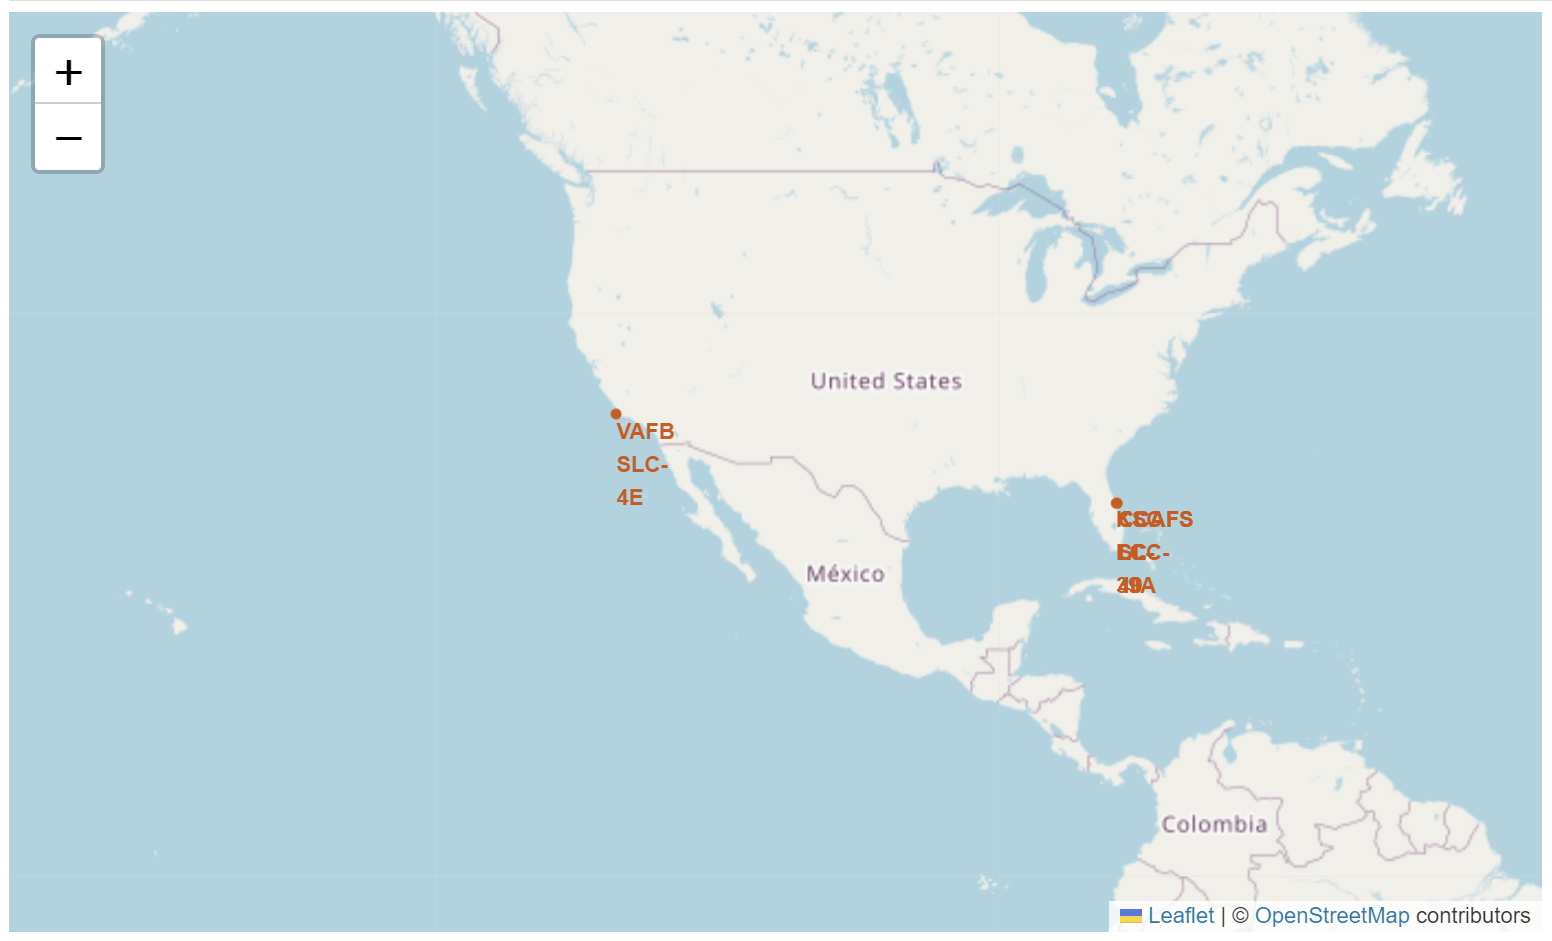 +
−
United States
VAFB
SLC-
4E
México
Colombia
Leaflet | © OpenStreetMap contributors